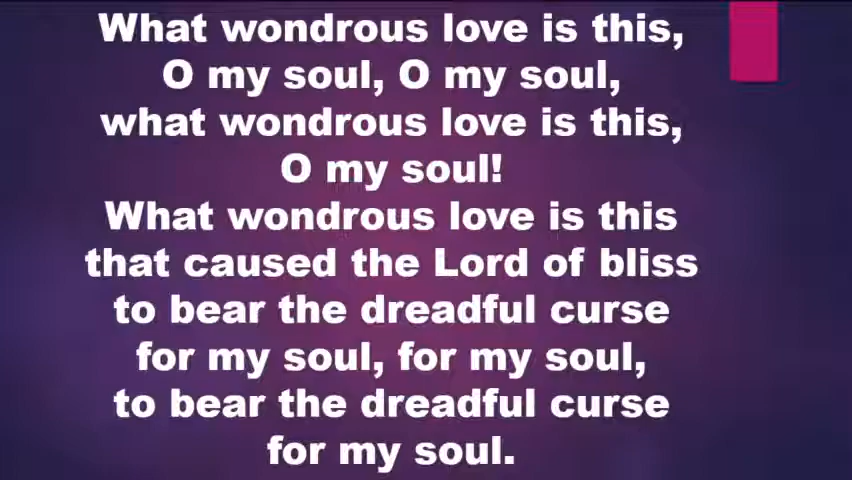 What wondrous love is this,
O my soul, O my soul,
what wondrous love is this,
O my soul!
What wondrous love is this
that caused the Lord of bliss
to bear the dreadful curse
for my soul, for my soul,
to bear the dreadful curse
for my soul.